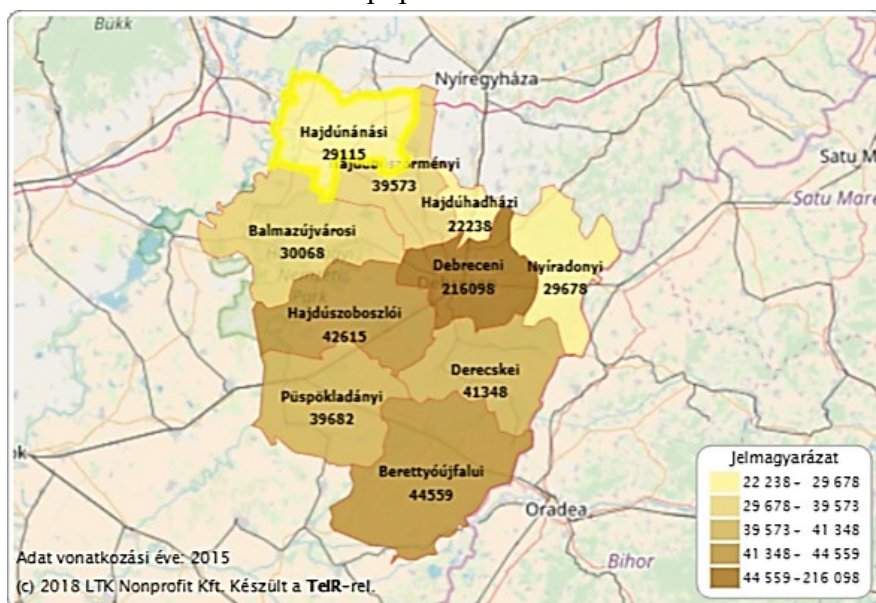 Bükk
Nyíregyháza
Hajdúnánási
29115
39573
Satu Ma
Satu Mare
Hajdúhadházi
22238
Balmazújvárosi
30068
Debreceni
216098
Nyíradonyi
29678
Park
Hajdúszoboszlói
42615
Derecskei
41348
Püspökladányi
39682
Berettyóújfalui
44559
Oradea
Bihor
Jelmagyarázat
22 238- 29 678
29 678- 39 573
39 573- 41 348
41 348- 44 559
44 559-216 098
Adat vonatkozási éve: 2015
(c) 2018 LTK Nonprofit Kft. Készült a TeIR-rel.